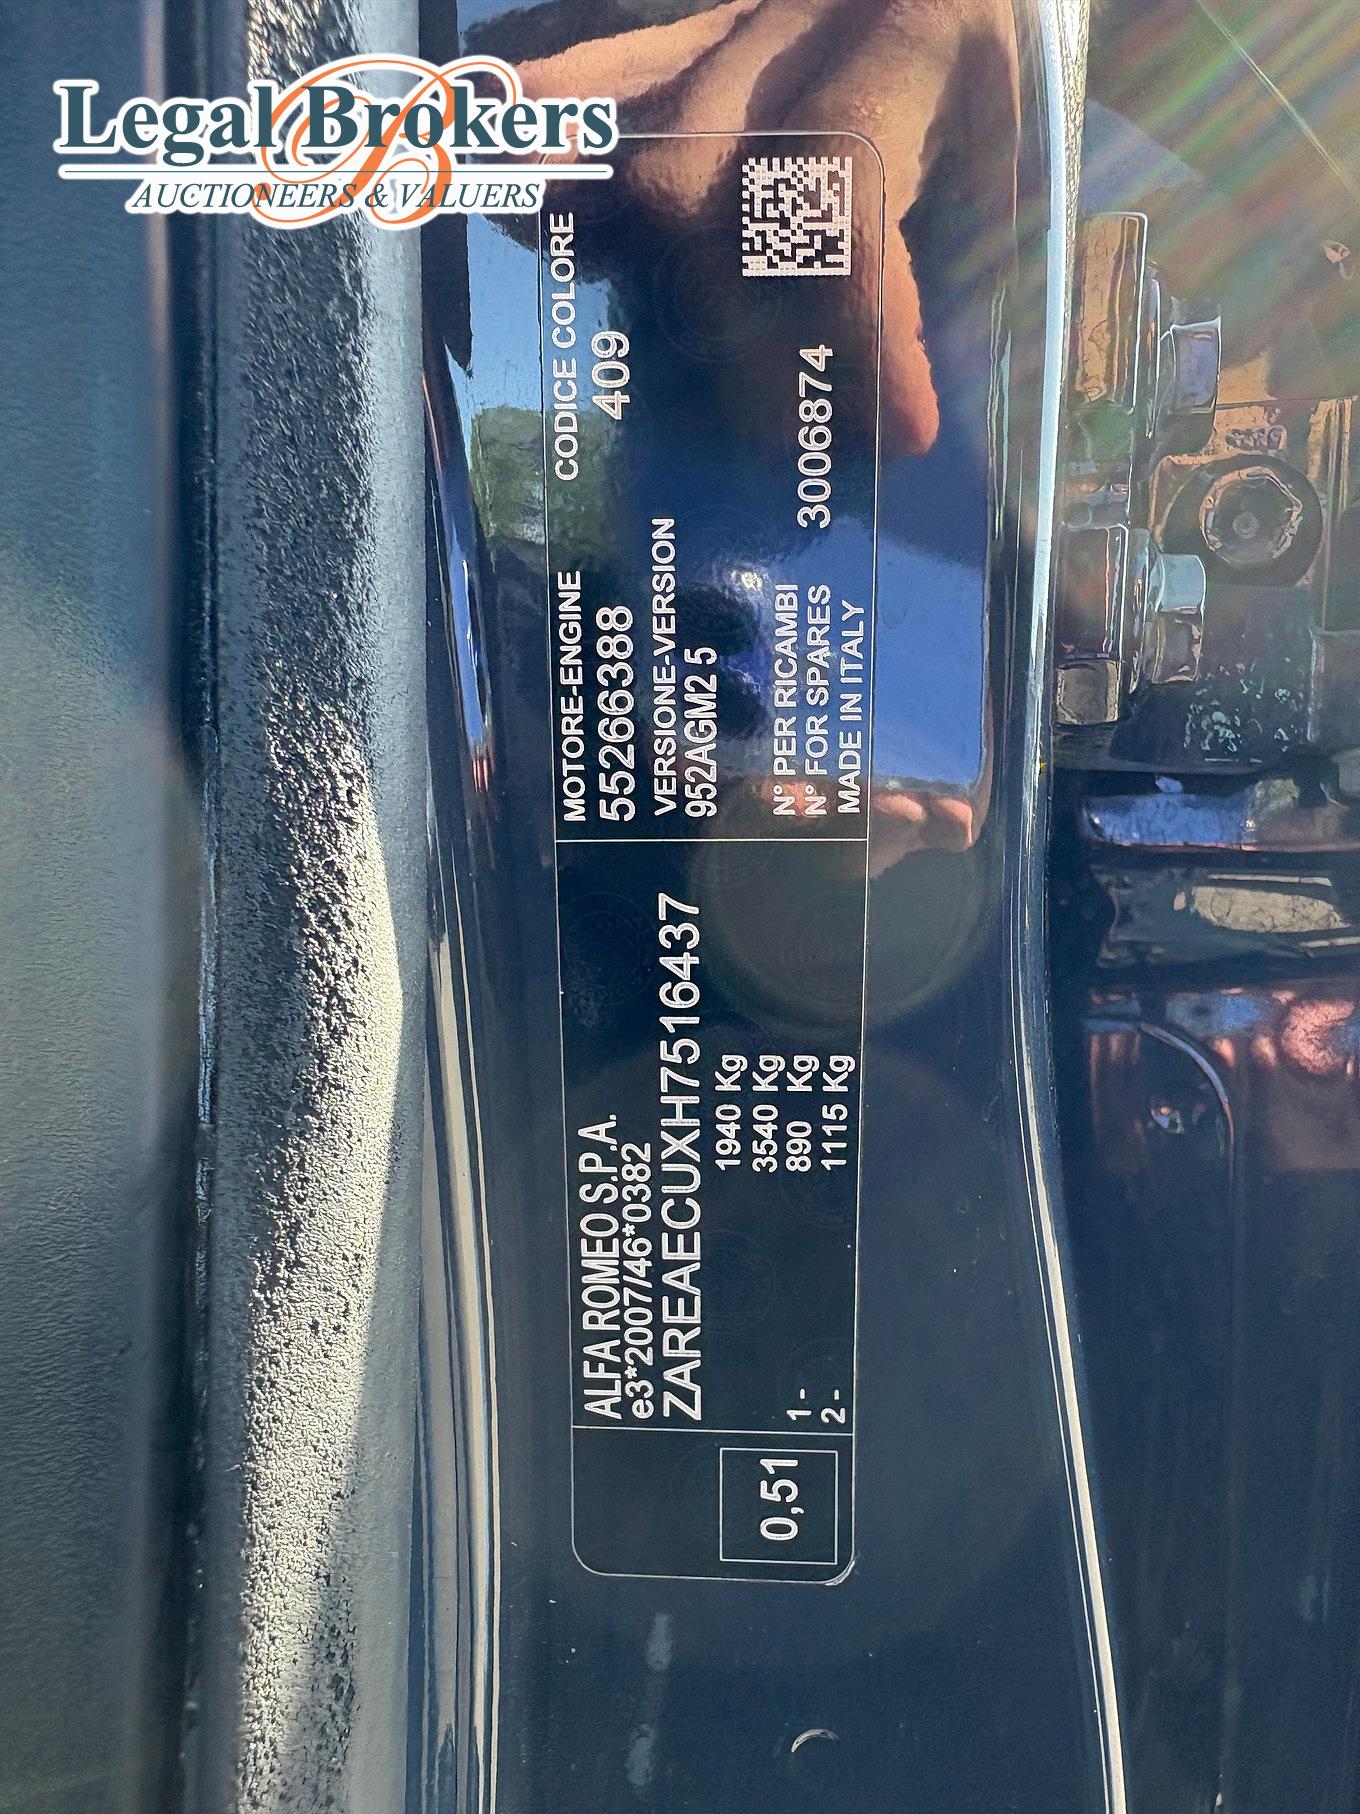 Legal Brokers
AUCTIONEERS & VALUERS
ALFA ROMEO S.P.A.
e3*2007/46*0382
ZAREAECUXH7516437
1940 Kg
3540 Kg
1- 890 Kg
2- 1115 Kg
0,51
MOTORE-ENGINE CODICE COLORE
55266388 409
VERSIONE-VERSION
952AGM2 5
N° PER RICAMBI
N° FOR SPARES 3006874
MADE IN ITALY